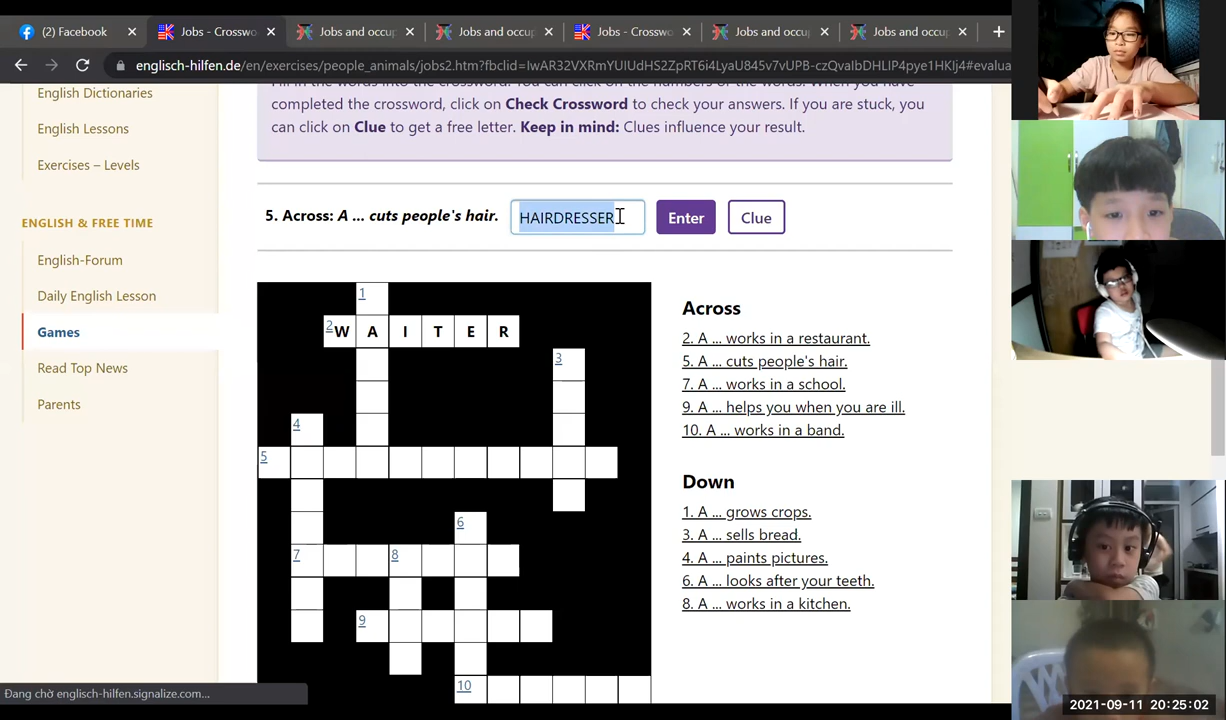 (2) Facebook
Jobs - Crosswo
Jobs and occup
Jobs and occup
Jobs - Crosswo
Jobs and occup
Jobs and occup
englisch-hilfen.de/en/exercises/people_animals/jobs2.htm?fbclid=IwAR32VXRmYUIUdHS2ZpRT6i4LyaU845v7vUPB-czQvaIbDHLIP4pye1HKIj4#evalua
completed the crossword, click on Check Crossword to check your answers. If you are stuck, you
can click on Clue to get a free letter. Keep in mind: Clues influence your result.
English Dictionaries
English Lessons
Exercises – Levels
ENGLISH & FREE TIME
English-Forum
Daily English Lesson
Games
Read Top News
Parents
5. Across: A ... cuts people's hair. HAIRDRESSER Enter Clue
1
2 W A I T E R
3
4
5
6
7 8
9
10
Across
2. A ... works in a restaurant.
5. A ... cuts people's hair.
7. A ... works in a school.
9. A ... helps you when you are ill.
10. A ... works in a band.
Down
1. A ... grows crops.
3. A ... sells bread.
4. A ... paints pictures.
6. A ... looks after your teeth.
8. A ... works in a kitchen.
Đang chờ englisch-hilfen.signalize.com...
2021-09-11 20:25:02